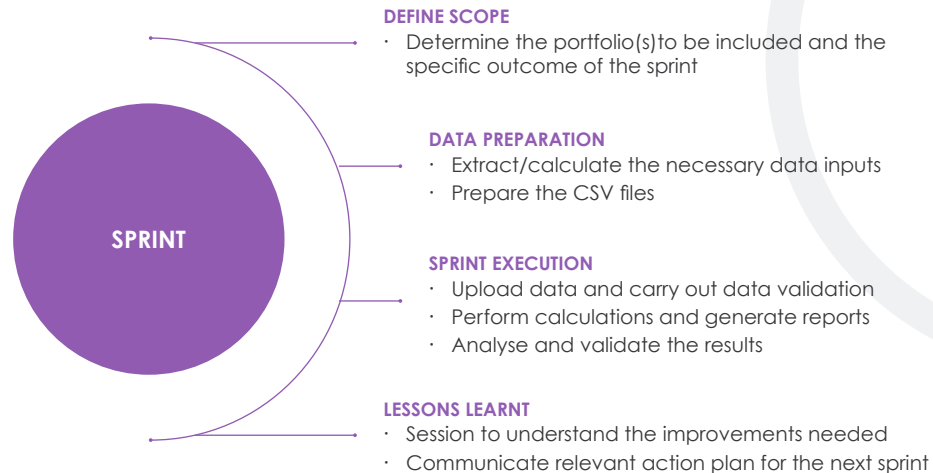 DEFINE SCOPE
· Determine the portfolio(s)to be included and the
specific outcome of the sprint
DATA PREPARATION
· Extract/calculate the necessary data inputs
· Prepare the CSV files
SPRINT
SPRINT EXECUTION
· Upload data and carry out data validation
· Perform calculations and generate reports
· Analyse and validate the results
LESSONS LEARNT
· Session to understand the improvements needed
· Communicate relevant action plan for the next sprint